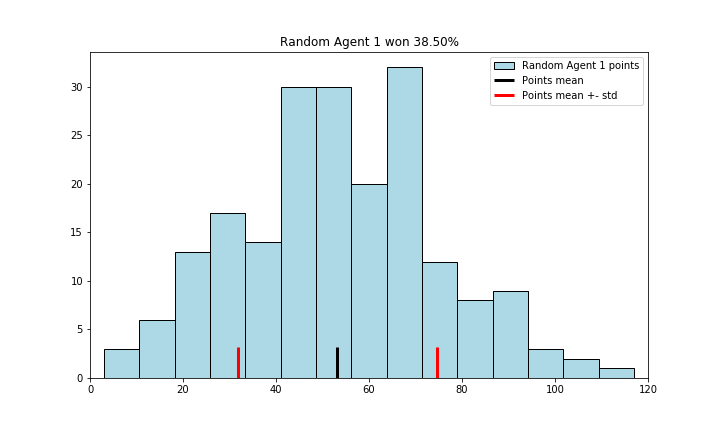 Random Agent 1 won 38.50%
Random Agent 1 points
Points mean
Points mean +- std
30
25
20
15
10
5
0
0 20 40 60 80 100 120